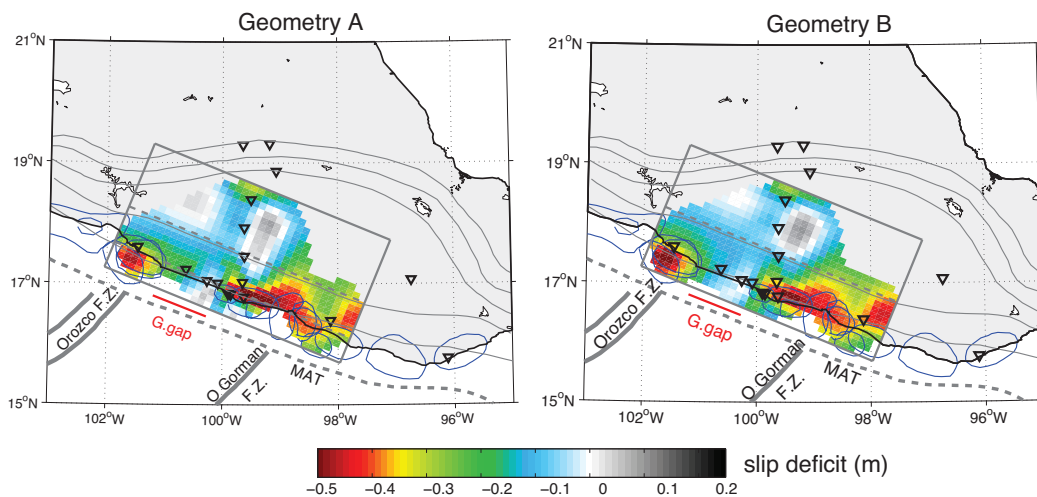 Geometry A
Geometry B
21°N
19°N
17°N
15°N
102°W
100°W
98°W
96°W
Orozco F.Z.
G.gap
O Gorman
F.Z.
MAT
21°N
19°N
17°N
15°N
102°W
100°W
98°W
96°W
Orozco F.Z.
G.gap
O Gorman
F.Z.
MAT
−0.5
−0.4
−0.3
−0.2
−0.1
0
0.1
0.2
slip deficit (m)